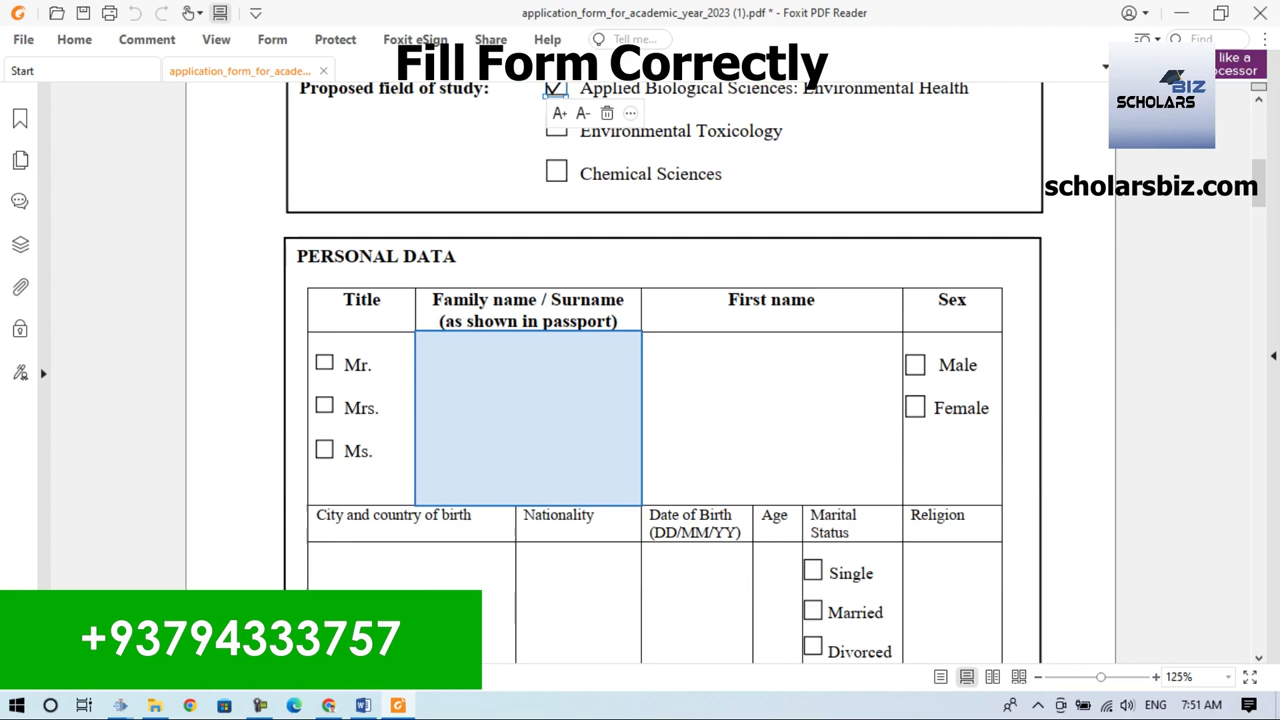 application_form_for_academic_year_2023 (1).pdf * - Foxit PDF Reader
File Home Comment View Form Protect Foxit eSign Share Help Tell me... Find
Fill Form Correctly
Start application_form_for_acade...
like a
ocessor
BIZ
SCHOLARS
scholarsbiz.com
Proposed field of study: Applied Biological Sciences: Environmental Health
A+ A-
Environmental Toxicology
Chemical Sciences
PERSONAL DATA
Title Family name / Surname (as shown in passport) First name Sex
Mr. Male
Mrs. Female
Ms.
City and country of birth Nationality Date of Birth (DD/MM/YY) Age Marital Status Religion
Single
Married
Divorced
+93794333757
125%
ENG 7:51 AM